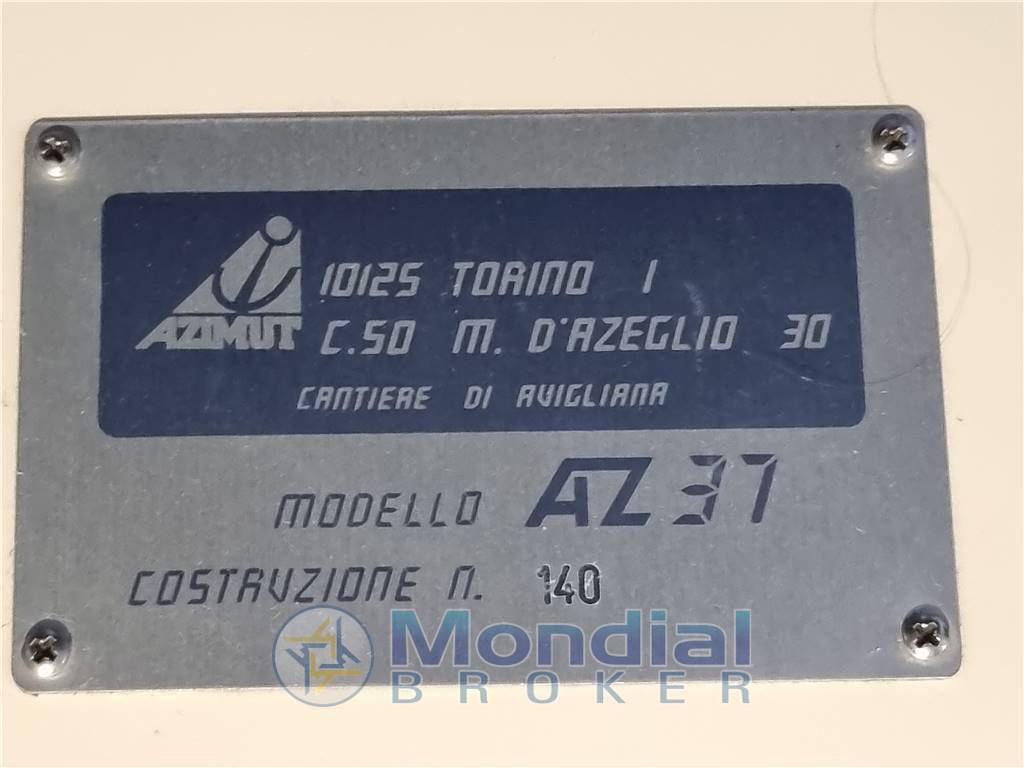 AZIMUT
10125 TORINO I
C.SO M. D'AZEGLIO 30
CANTIERE DI AVIGLIANA
MODELLO AZ 37
COSTRUZIONE N. 140
Mondial
BROKER